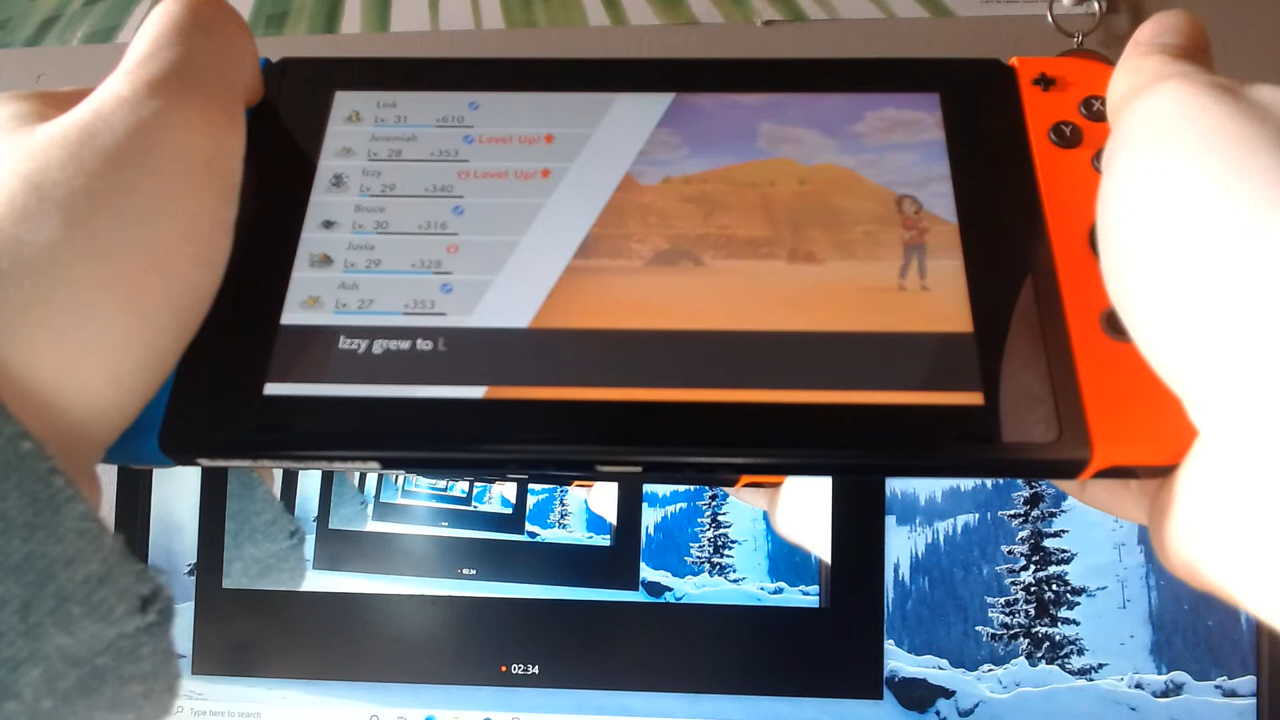 Link
Lv. 31 +610
Jeremiah Level Up!
Lv. 28 +353
Izzy Level Up!
Lv. 29 +340
Bruce
Lv. 30 +316
Juvia
Lv. 29 +328
Ash
Lv. 27 +353
Izzy grew to L
X
Y
02:34
02:34
Type here to search